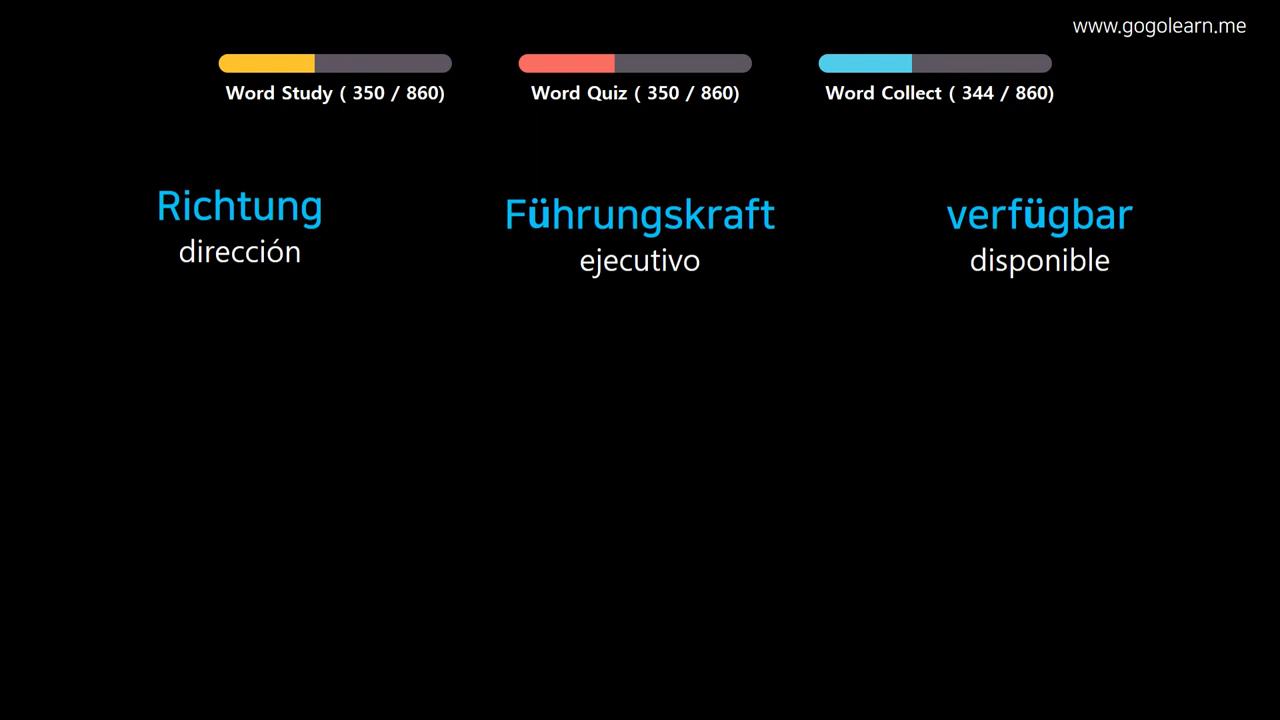 www.gogolearn.me
Word Study ( 350 / 860)
Word Quiz ( 350 / 860)
Word Collect ( 344 / 860)
Richtung
dirección
Führungskraft
ejecutivo
verfügbar
disponible